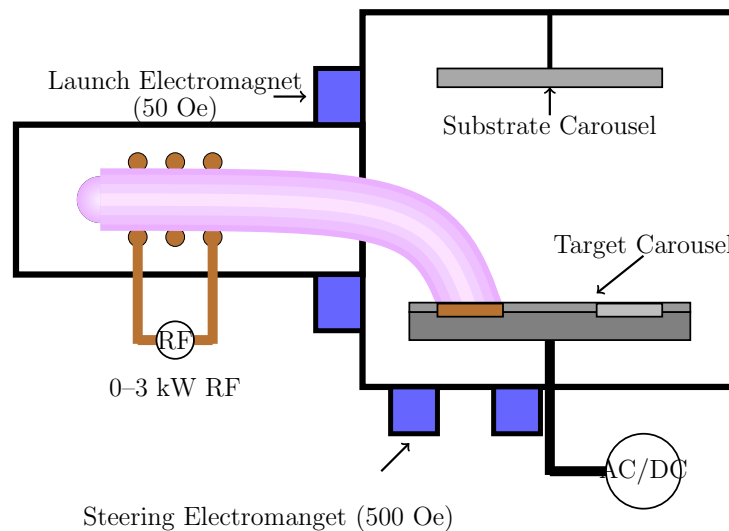 Launch Electromagnet
(50 Oe)
Substrate Carousel
Target Carousel
RF
0–3 kW RF
AC/DC
Steering Electromanget (500 Oe)